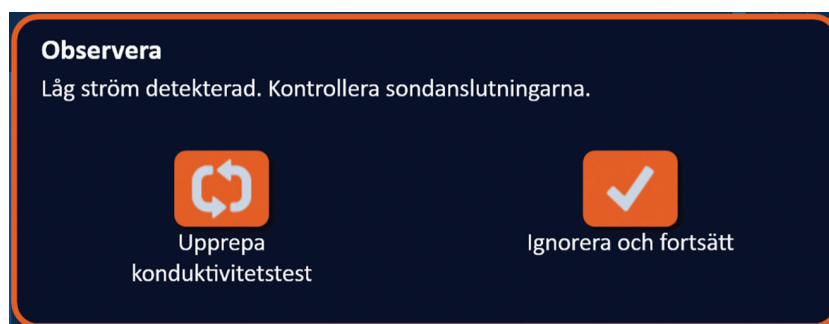 Observera
Låg ström detekterad. Kontrollera sondanslutningarna.
Upprepa
konduktivitetstest
Ignorera och fortsätt